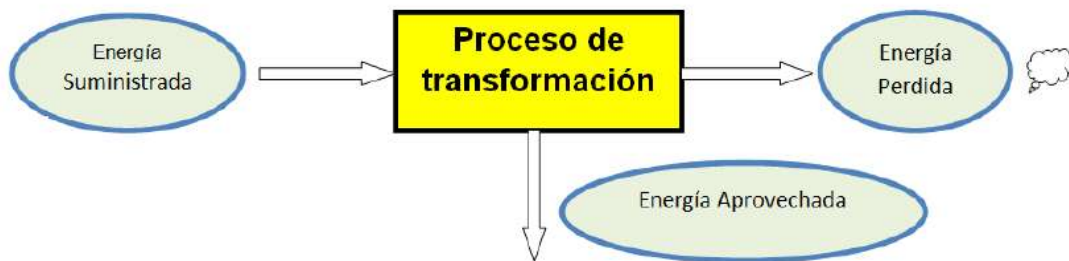 Energía
Suministrada
Proceso de
transformación
Energía
Perdida
Energía Aprovechada